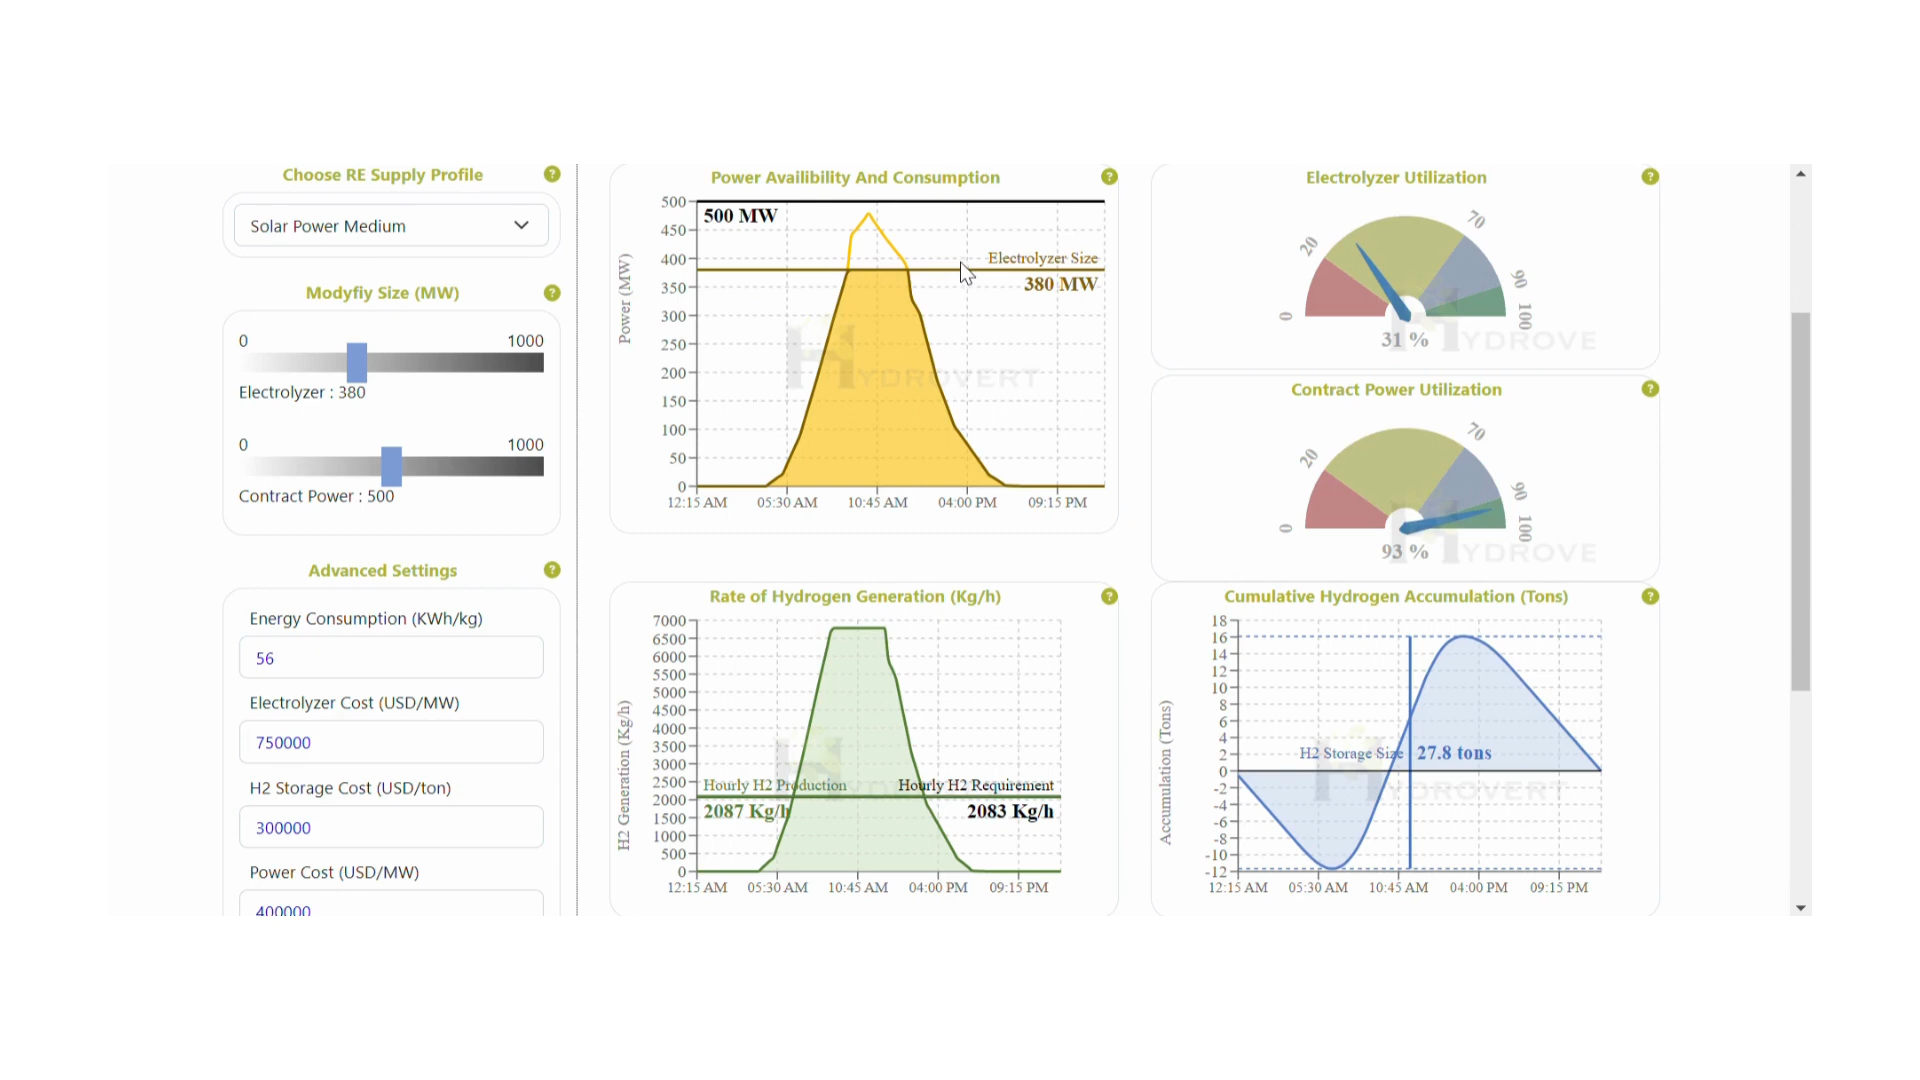 Choose RE Supply Profile
?
Solar Power Medium
Modyfiy Size (MW)
?
0 1000
Electrolyzer : 380
0 1000
Contract Power : 500
Advanced Settings
?
Energy Consumption (KWh/kg)
56
Electrolyzer Cost (USD/MW)
750000
H2 Storage Cost (USD/ton)
300000
Power Cost (USD/MW)
400000
Power Availibility And Consumption
?
500 MW
Electrolyzer Size
380 MW
Power (MW)
500
450
400
350
300
250
200
150
100
50
0
12:15 AM 05:30 AM 10:45 AM 04:00 PM 09:15 PM
HYDROVERT
Electrolyzer Utilization
?
0 20 70 90 100
31 %
HYDROVE
Contract Power Utilization
?
0 20 70 90 100
93 %
HYDROVE
Rate of Hydrogen Generation (Kg/h)
?
H2 Generation (Kg/h)
7000
6500
6000
5500
5000
4500
4000
3500
3000
2500
2000
1500
1000
500
0
Hourly H2 Production Hourly H2 Requirement
2087 Kg/h 2083 Kg/h
12:15 AM 05:30 AM 10:45 AM 04:00 PM 09:15 PM
HYDROVERT
Cumulative Hydrogen Accumulation (Tons)
?
Accumulation (Tons)
18
16
14
12
10
8
6
4
2
0
-2
-4
-6
-8
-10
-12
H2 Storage Size 27.8 tons
12:15 AM 05:30 AM 10:45 AM 04:00 PM 09:15 PM
HYDROVERT